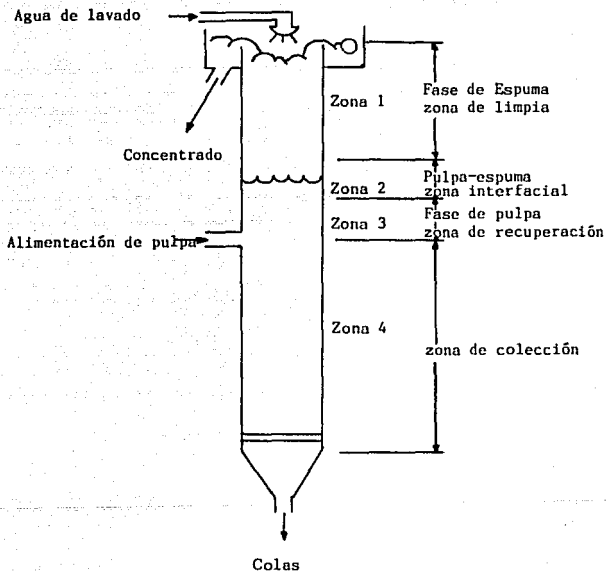 Agua de lavado
Zona 1
Fase de Espuma
zona de limpia
Concentrado
Pulpa-espuma
Zona 2
zona interfacial
Fase de pulpa
Zona 3
zona de recuperación
Alimentación de pulpa
Zona 4
zona de colección
Colas